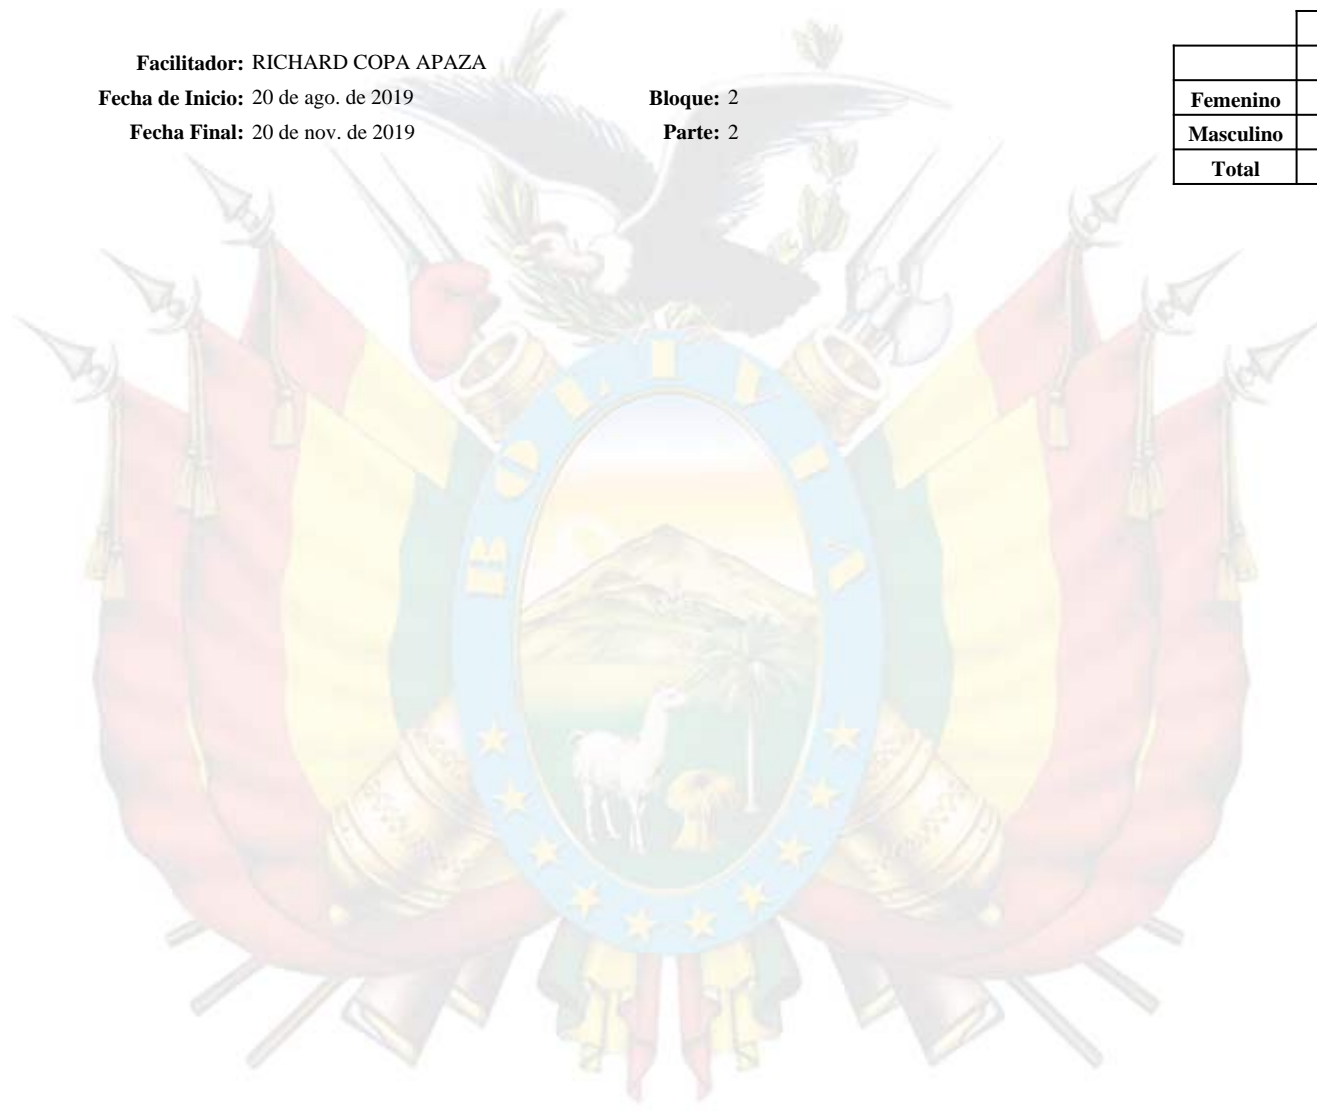 Facilitador: RICHARD COPA APAZA
Fecha de Inicio: 20 de ago. de 2019 Bloque: 2
Fecha Final: 20 de nov. de 2019 Parte: 2
Femenino
Masculino
Total
BOLIVIA